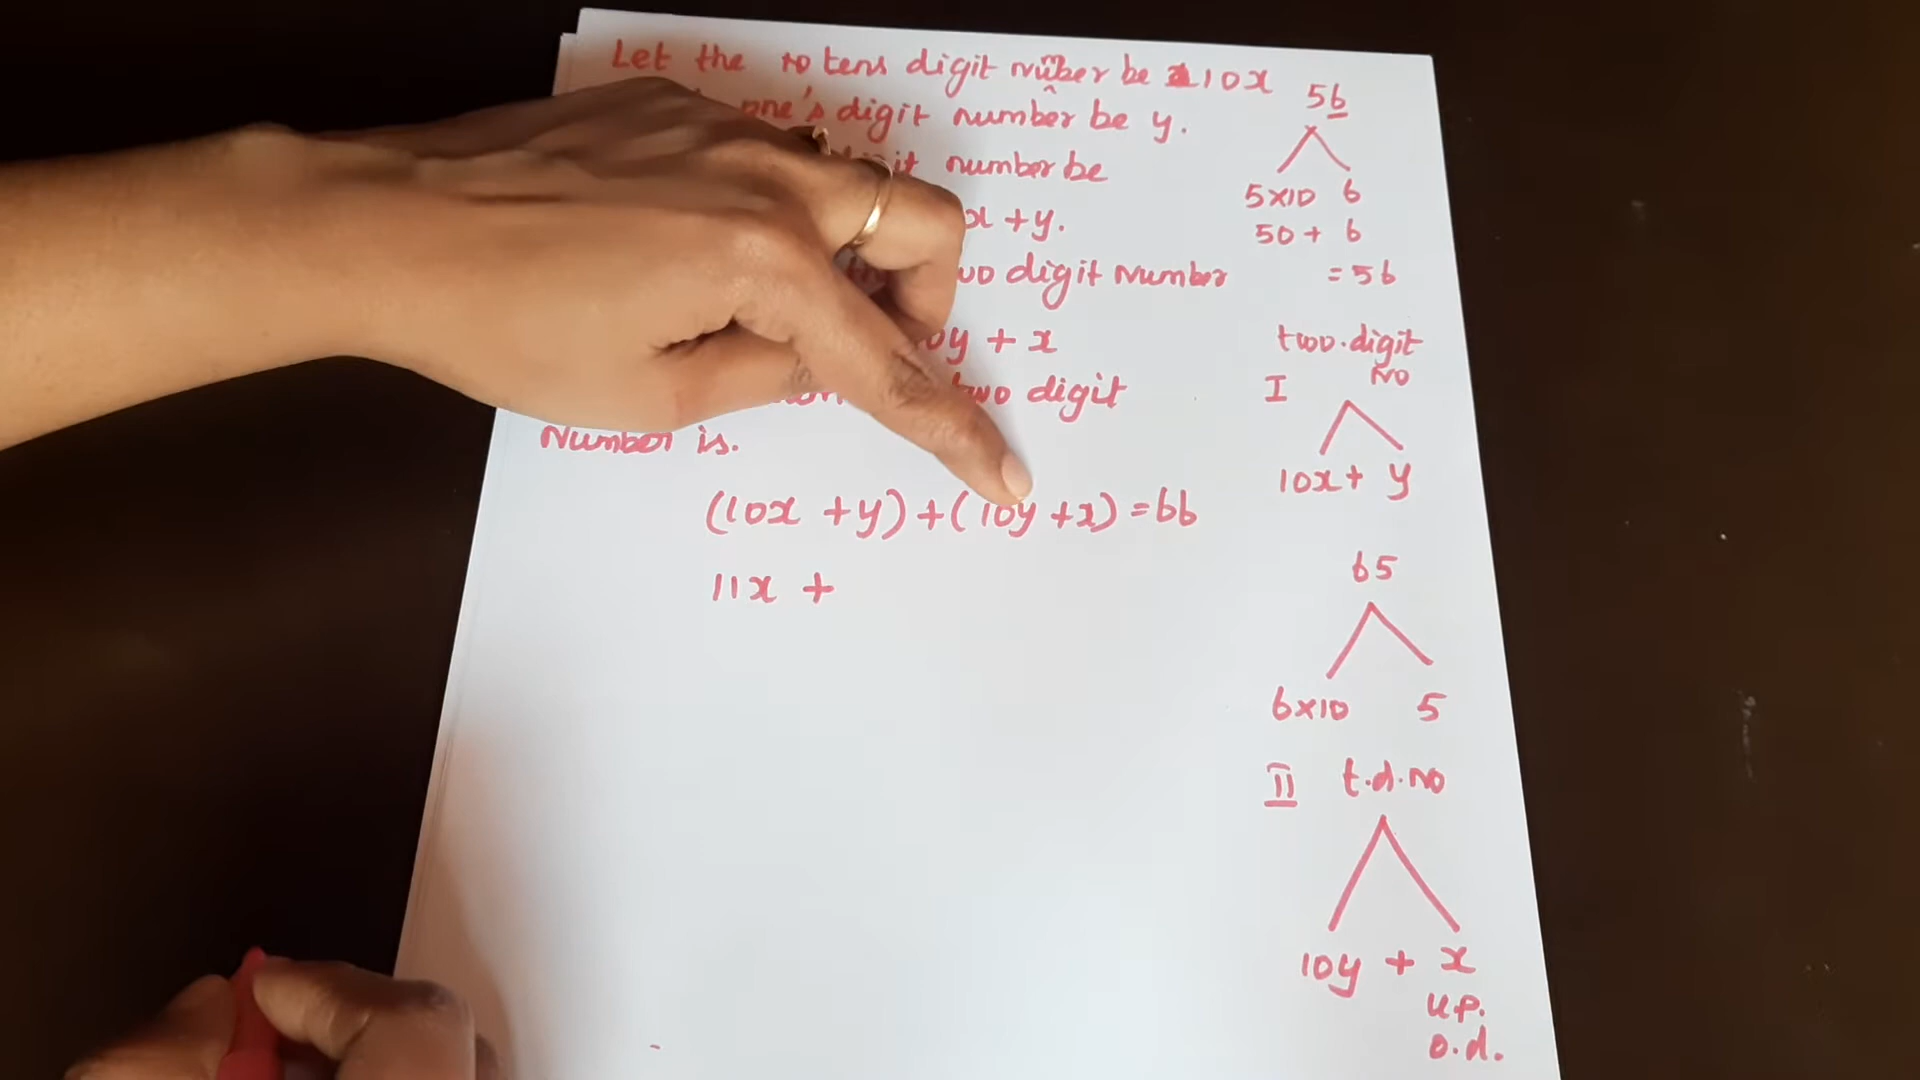 Let the to tens digit number be 10x
one's digit number be y.
number be
x + y.
digit Number
y + x
two digit
Number is.
(10x + y) + (10y + x) = 66
11x +
56
5×10 6
50 + 6
= 56
two.digit
No
I
10x + y
65
6×10 5
II t.d.no
10y + x
u.p.
o.d.